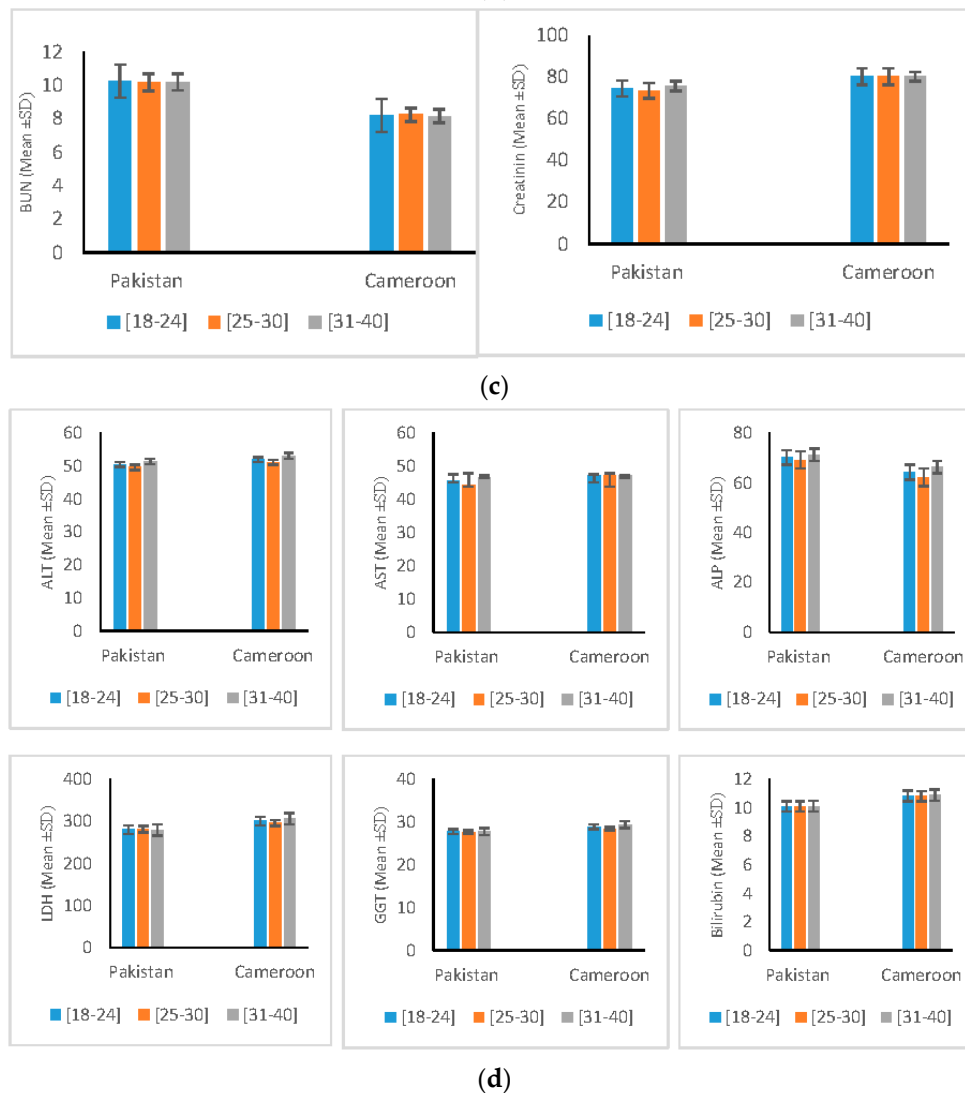 BUN (Mean ±SD)
12
10
8
6
4
2
0
Pakistan
Cameroon
[18-24] [25-30] [31-40]
Creatinin (Mean ±SD)
100
80
60
40
20
0
Pakistan
Cameroon
[18-24] [25-30] [31-40]
(c)
ALT (Mean ±SD)
60
50
40
30
20
10
0
Pakistan
Cameroon
[18-24] [25-30] [31-40]
AST (Mean ±SD)
60
50
40
30
20
10
0
Pakistan
Cameroon
[18-24] [25-30] [31-40]
ALP (Mean ±SD)
80
60
40
20
0
Pakistan
Cameroon
[18-24] [25-30] [31-40]
LDH (Mean ±SD)
400
300
200
100
0
Pakistan
Cameroon
[18-24] [25-30] [31-40]
GGT (Mean ±SD)
40
30
20
10
0
Pakistan
Cameroon
[18-24] [25-30] [31-40]
Bilirubin (Mean ±SD)
12
10
8
6
4
2
0
Pakistan
Cameroon
[18-24] [25-30] [31-40]
(d)